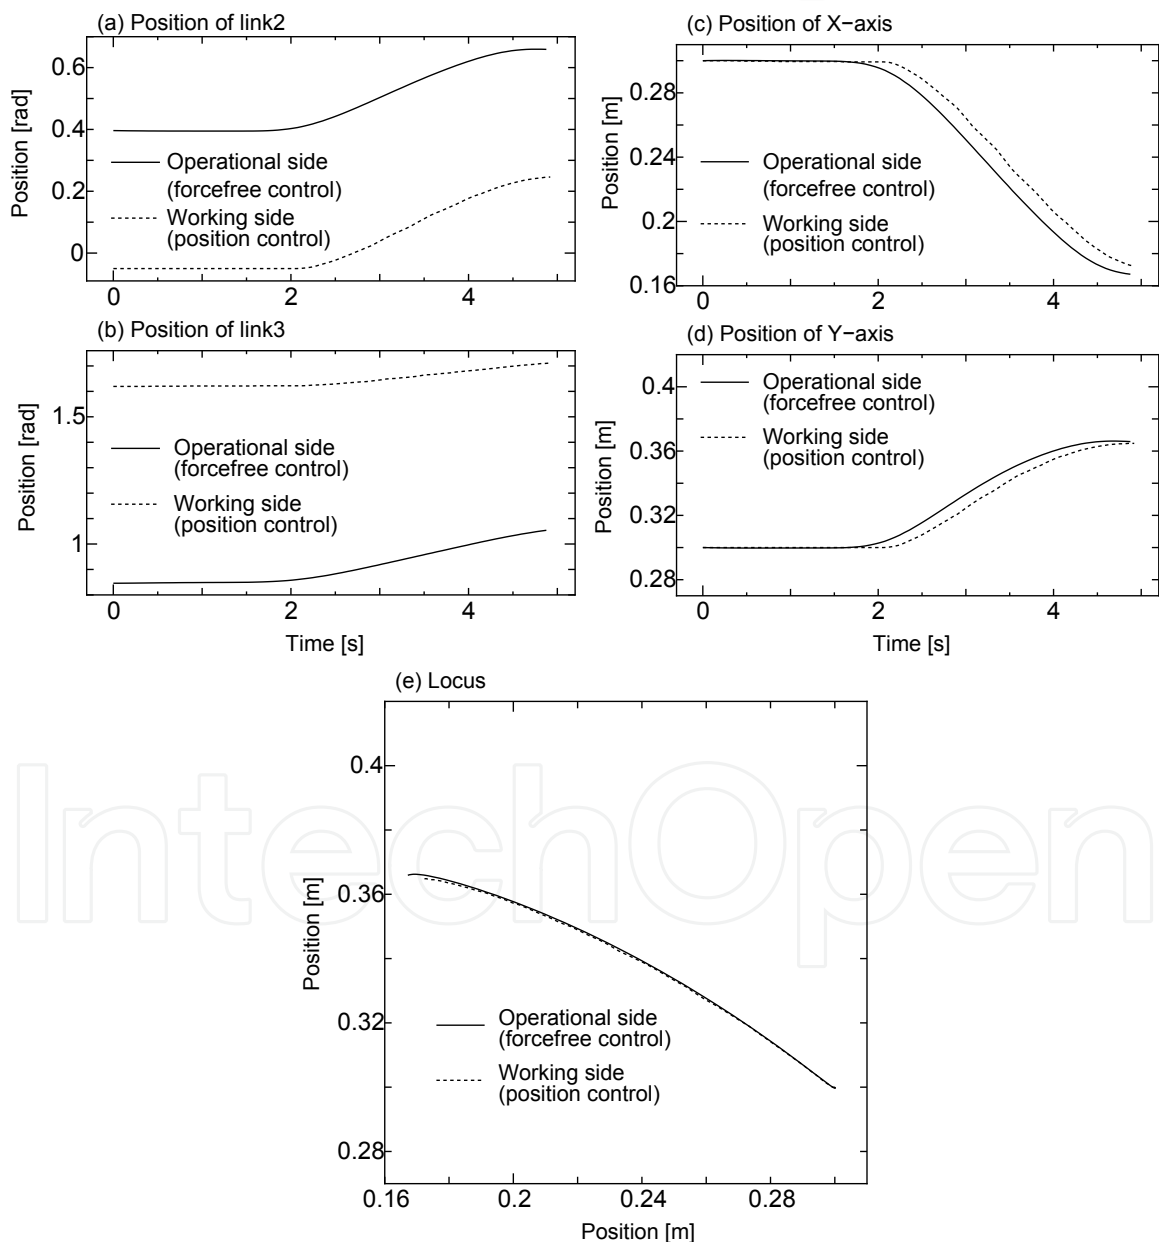 (a) Position of link2
Position [rad]
0.6
0.4
0.2
0
Operational side
(forcefree control)
Working side
(position control)
0
2
4
(b) Position of link3
Position [rad]
1.5
1
Operational side
(forcefree control)
Working side
(position control)
0
2
4
Time [s]
(c) Position of X−axis
Position [m]
0.28
0.24
0.2
0.16
Operational side
(forcefree control)
Working side
(position control)
0
2
4
(d) Position of Y−axis
Position [m]
0.4
0.36
0.32
0.28
Operational side
(forcefree control)
Working side
(position control)
0
2
4
Time [s]
(e) Locus
Position [m]
0.4
0.36
0.32
0.28
Operational side
(forcefree control)
Working side
(position control)
0.16
0.2
0.24
0.28
Position [m]
IntechOpen